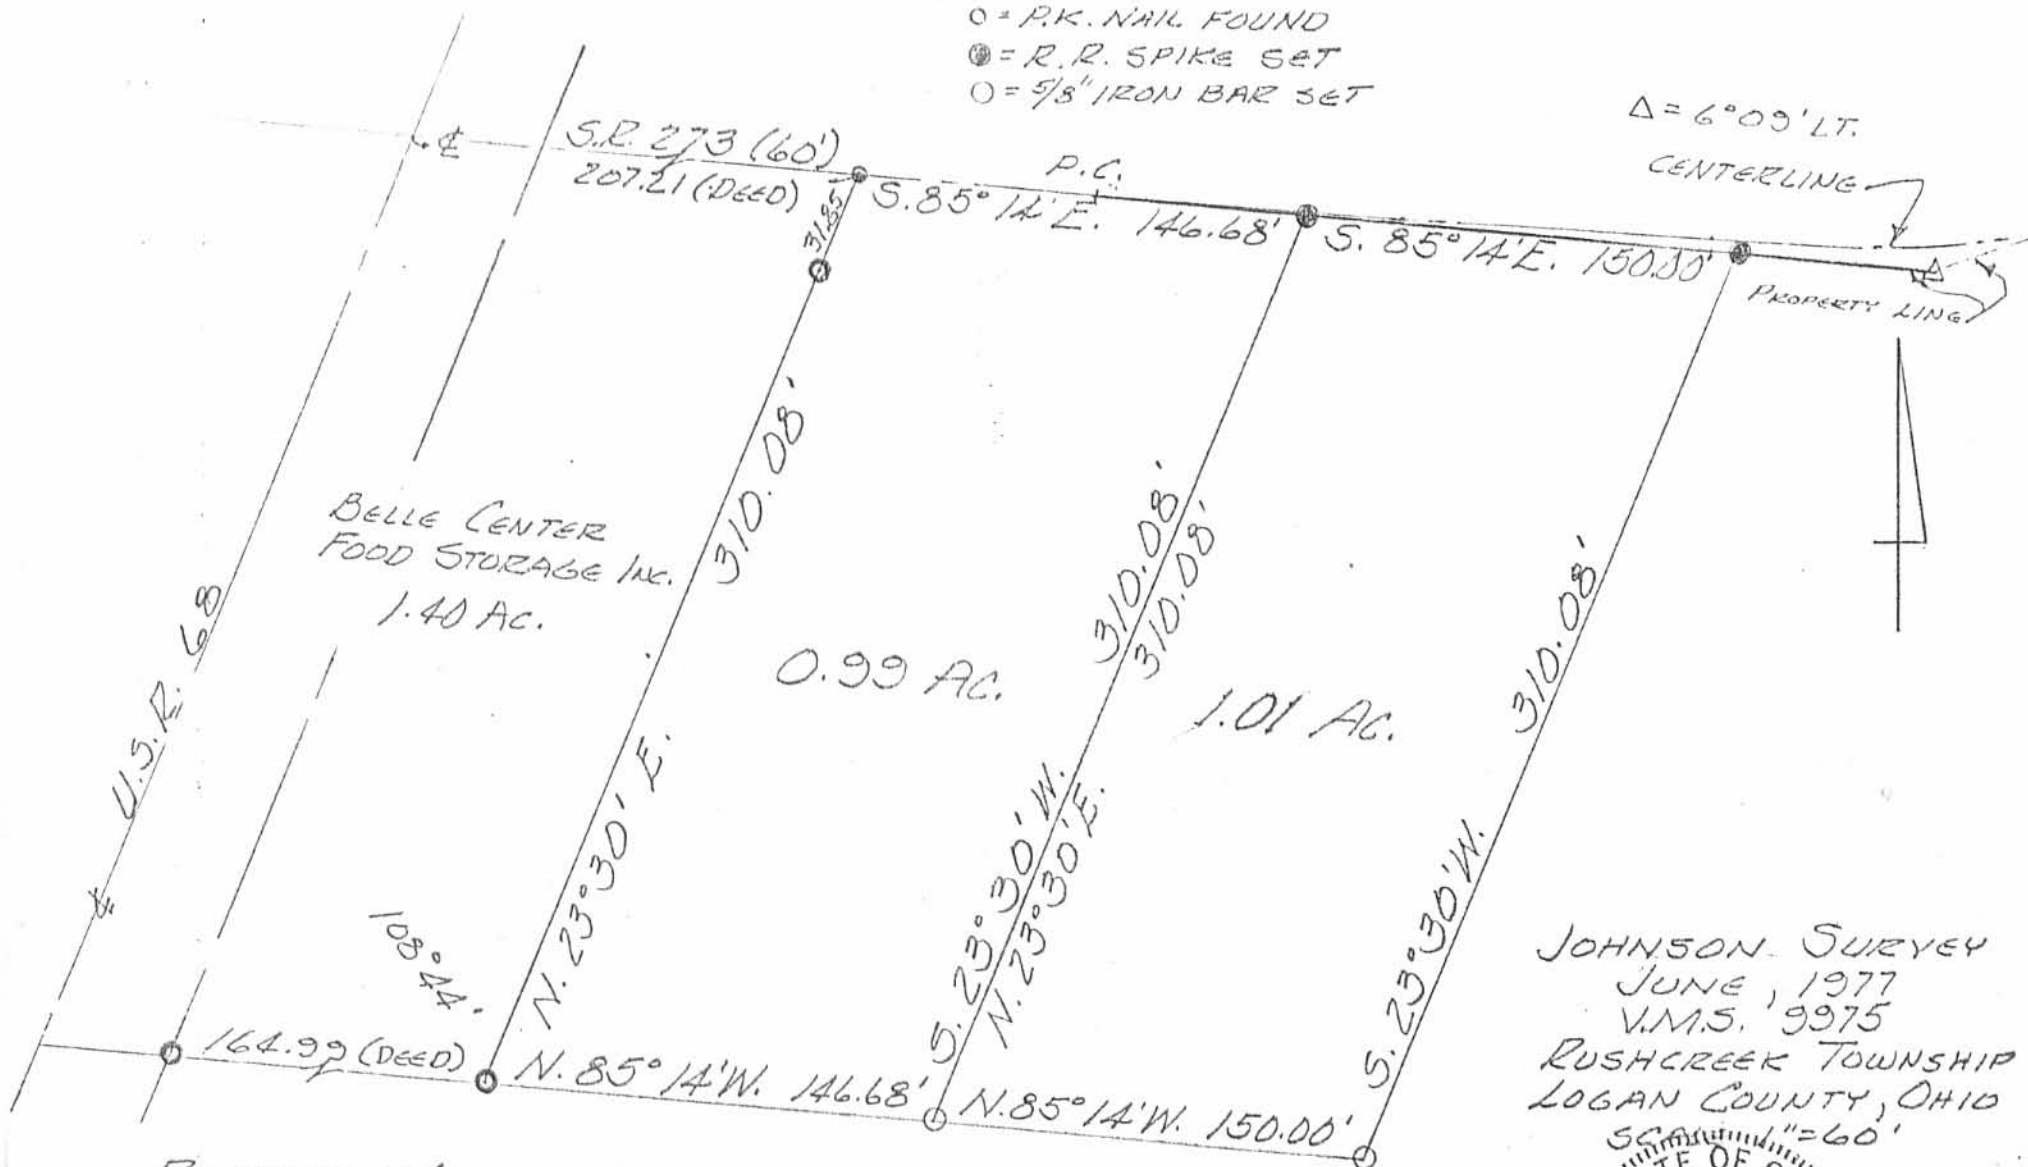 O = P.K. NAIL FOUND
= R.R. SPIKE SET
O = 5/8" IRON BAR SET
Δ = 6°09' LT.
CENTERLINE
℄
S.R. 273 (60')
207.21 (DEED)
31.85'
P.C.
S. 85° 14' E. 146.68'
S. 85° 14' E. 150.00'
Δ
PROPERTY LINE
310.08'
BELLE CENTER
FOOD STORAGE INC.
1.40 AC.
310.08'
310.08'
310.08'
U.S.R. 68
℄
0.99 AC.
1.01 AC.
N. 23° 30' E.
S. 23° 30' W.
N. 23° 30' E.
S. 23° 30' W.
108° 44'
164.99 (DEED)
N. 85° 14' W. 146.68'
N. 85° 14' W. 150.00'
JOHNSON SURVEY
JUNE, 1977
V.M.S. 9975
RUSHCREEK TOWNSHIP
LOGAN COUNTY, OHIO
1" = 60'
OF